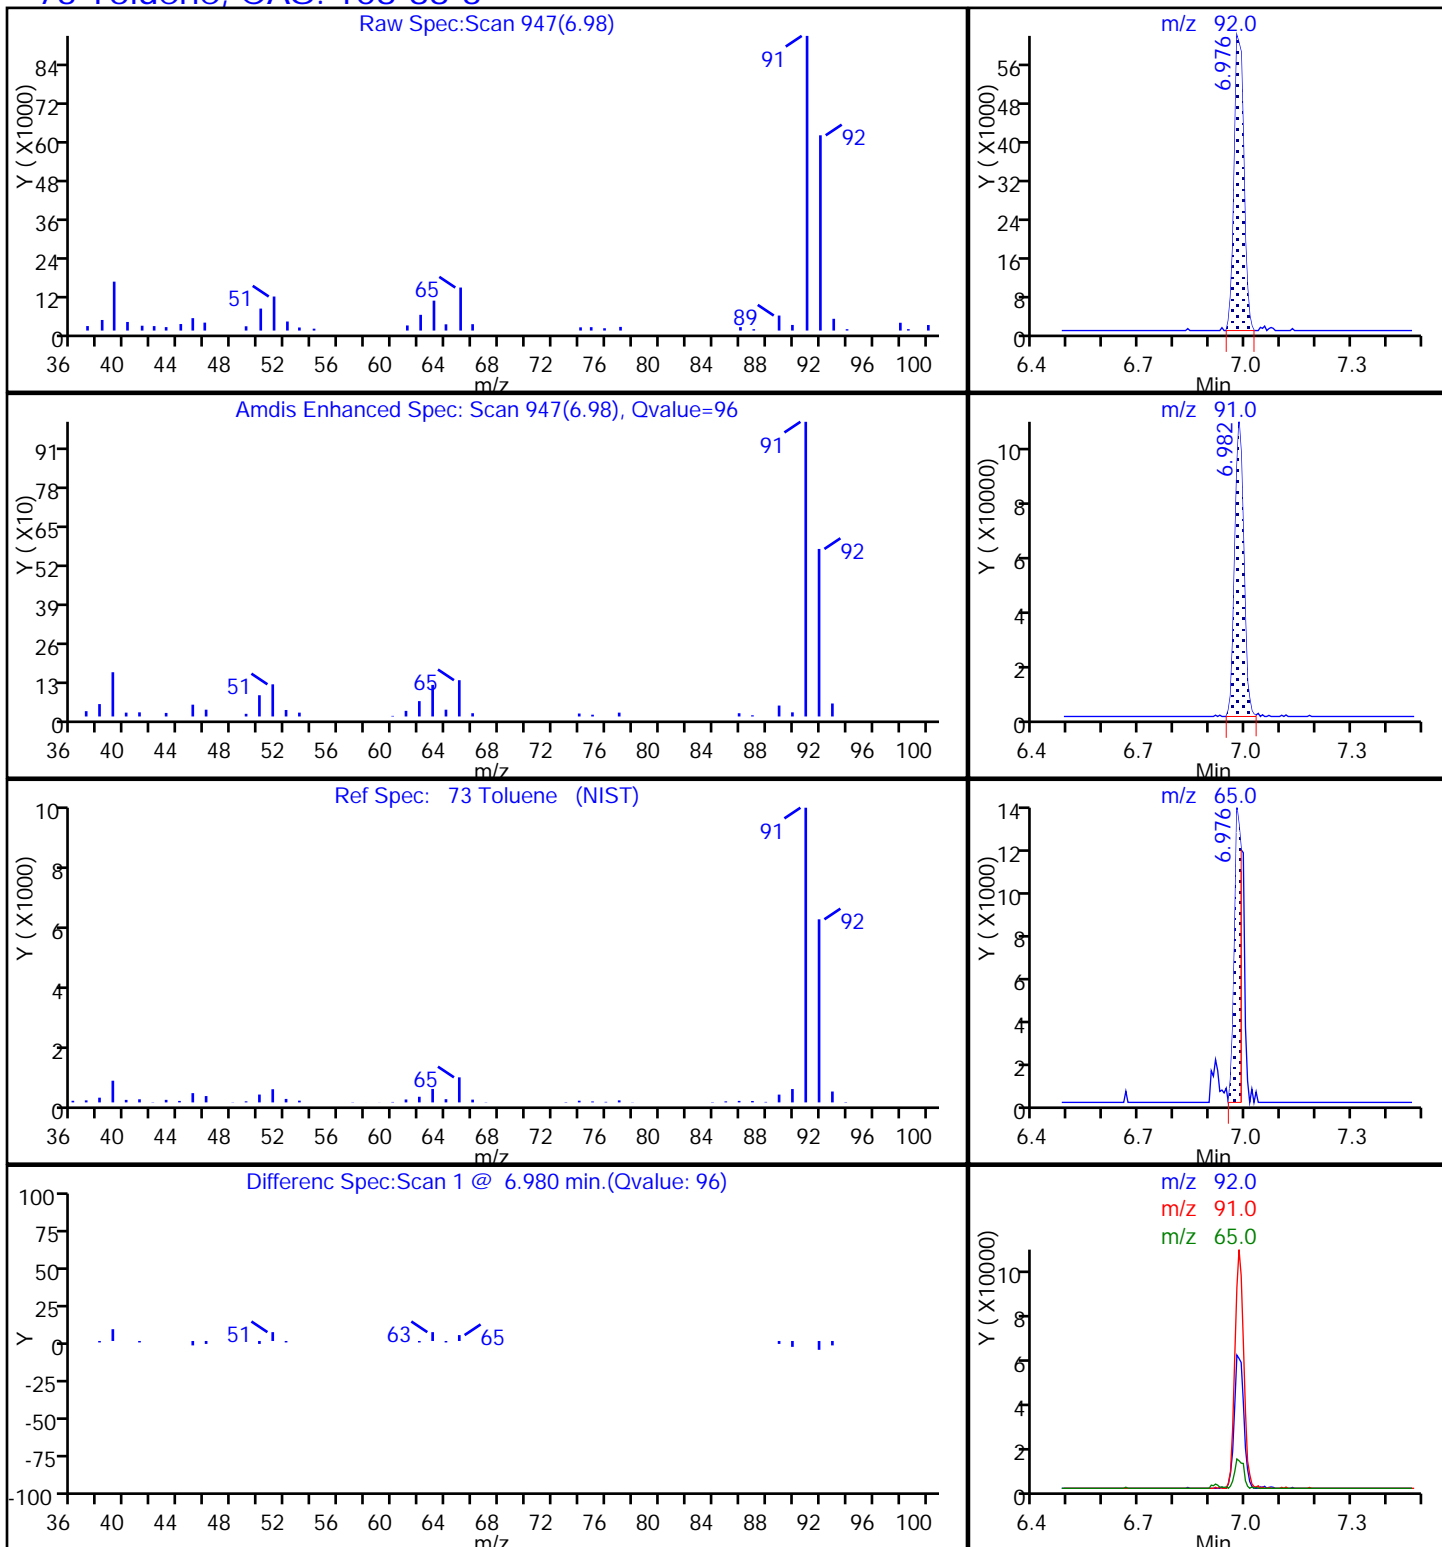 Raw Spec:Scan 947(6.98)
91
92
51
65
89
Y ( X1000)
84
72
60
48
36
24
12
0
36 40 44 48 52 56 60 64 68 72 76 80 84 88 92 96 100
m/z
m/z 92.0
6.976
Y ( X1000)
56
48
40
32
24
16
8
0
6.4 6.7 7.0 7.3
Min
Amdis Enhanced Spec: Scan 947(6.98), Qvalue=96
91
92
51
65
Y ( X10)
91
78
65
52
39
26
13
0
36 40 44 48 52 56 60 64 68 72 76 80 84 88 92 96 100
m/z
m/z 91.0
6.982
Y ( X10000)
10
8
6
4
2
0
6.4 6.7 7.0 7.3
Min
Ref Spec: 73 Toluene (NIST)
91
92
65
Y ( X1000)
10
8
6
4
2
0
36 40 44 48 52 56 60 64 68 72 76 80 84 88 92 96 100
m/z
m/z 65.0
6.976
Y ( X1000)
14
12
10
8
6
4
2
0
6.4 6.7 7.0 7.3
Min
Differenc Spec:Scan 1 @ 6.980 min.(Qvalue: 96)
51
63
65
Y
100
75
50
25
0
-25
-50
-75
-100
36 40 44 48 52 56 60 64 68 72 76 80 84 88 92 96 100
m/z
m/z 92.0
m/z 91.0
m/z 65.0
Y ( X10000)
10
8
6
4
2
0
6.4 6.7 7.0 7.3
Min